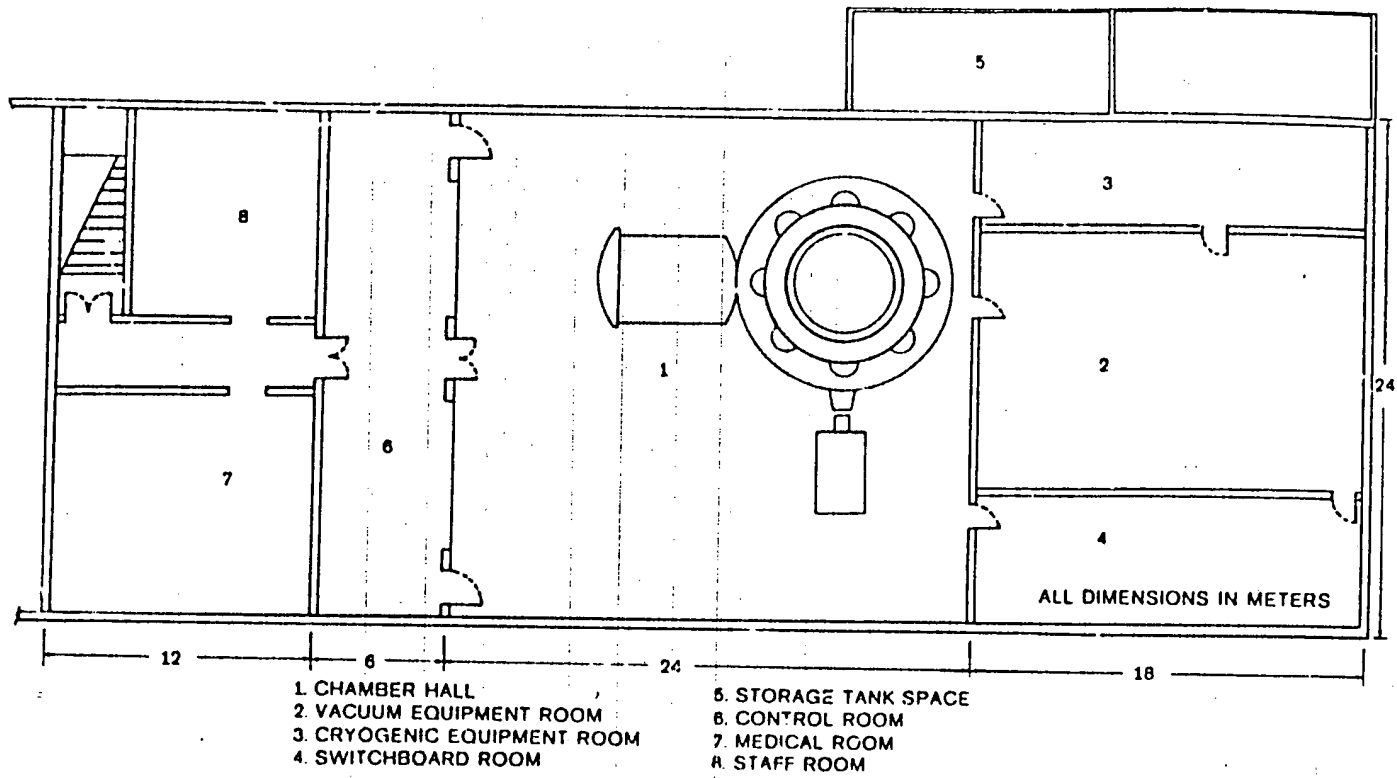 5
3
8
2
1
24
6
7
4
ALL DIMENSIONS IN METERS
12
6
24
18
1. CHAMBER HALL
2. VACUUM EQUIPMENT ROOM
3. CRYOGENIC EQUIPMENT ROOM
4. SWITCHBOARD ROOM
5. STORAGE TANK SPACE
6. CONTROL ROOM
7. MEDICAL ROOM
8. STAFF ROOM